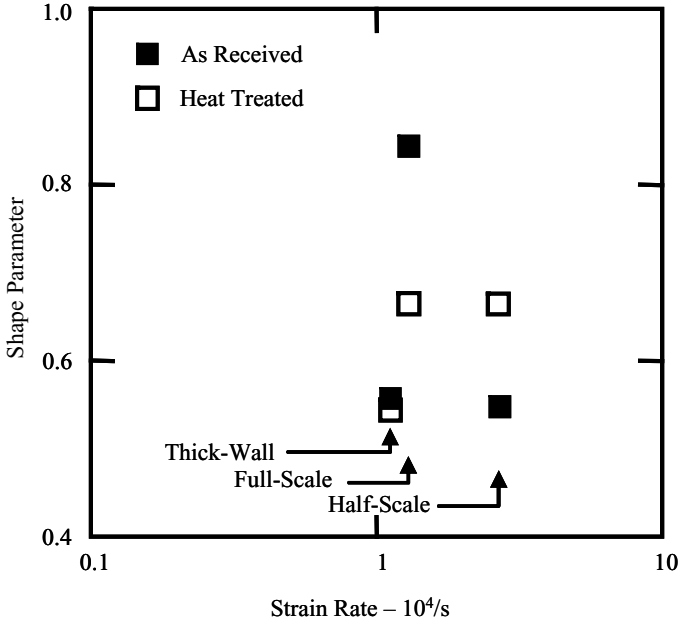 1.0
As Received
Heat Treated
0.8
Shape Parameter
0.6
Thick-Wall
Full-Scale
Half-Scale
0.4
0.1
1
10
Strain Rate – 10⁴/s